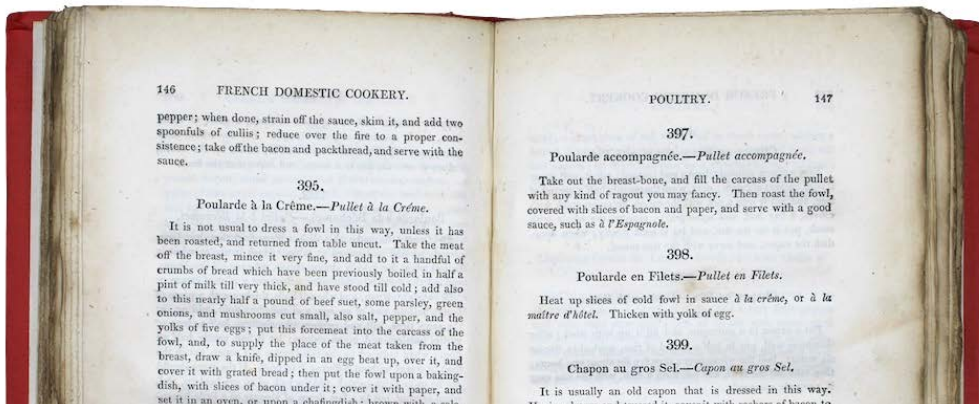 146 FRENCH DOMESTIC COOKERY.
pepper; when done, strain off the sauce, skim it, and add two
spoonfuls of cullis; reduce over the fire to a proper con-
sistence; take off the bacon and packthread, and serve with the
sauce.
395.
Poularde à la Crême.—Pullet à la Créme.
It is not usual to dress a fowl in this way, unless it has
been roasted, and returned from table uncut. Take the meat
off the breast, mince it very fine, and add to it a handful of
crumbs of bread which have been previously boiled in half a
pint of milk till very thick, and have stood till cold; add also
to this nearly half a pound of beef suet, some parsley, green
onions, and mushrooms cut small, also salt, pepper, and the
yolks of five eggs; put this forcemeat into the carcass of the
fowl, and, to supply the place of the meat taken from the
breast, draw a knife, dipped in an egg beat up, over it, and
cover it with grated bread; then put the fowl upon a baking-
dish, with slices of bacon under it; cover it with paper, and
set it in an oven, or upon a chafingdish; brown with a
POULTRY. 147
397.
Poularde accompagnée.—Pullet accompagnée.
Take out the breast-bone, and fill the carcass of the pullet
with any kind of ragout you may fancy. Then roast the fowl,
covered with slices of bacon and paper, and serve with a good
sauce, such as à l'Espagnole.
398.
Poularde en Filets.—Pullet en Filets.
Heat up slices of cold fowl in sauce à la crême, or à la
maître d'hôtel. Thicken with yolk of egg.
399.
Chapon au gros Sel.—Capon au gros Sel.
It is usually an old capon that is dressed in this way.